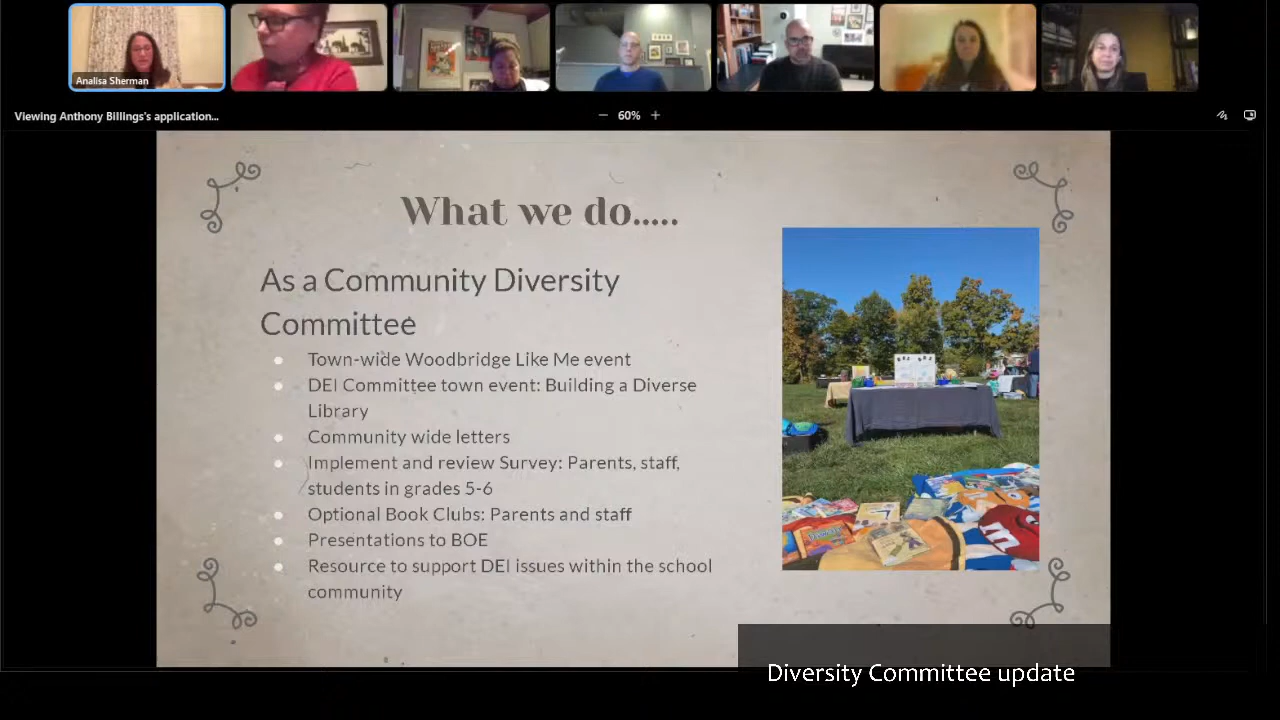 Analisa Sherman
Viewing Anthony Billings's application...
60%
What we do.....
As a Community Diversity
Committee
Town-wide Woodbridge Like Me event
DEI Committee town event: Building a Diverse
Library
Community wide letters
Implement and review Survey: Parents, staff,
students in grades 5-6
Optional Book Clubs: Parents and staff
Presentations to BOE
Resource to support DEI issues within the school
community
Diversity Committee update